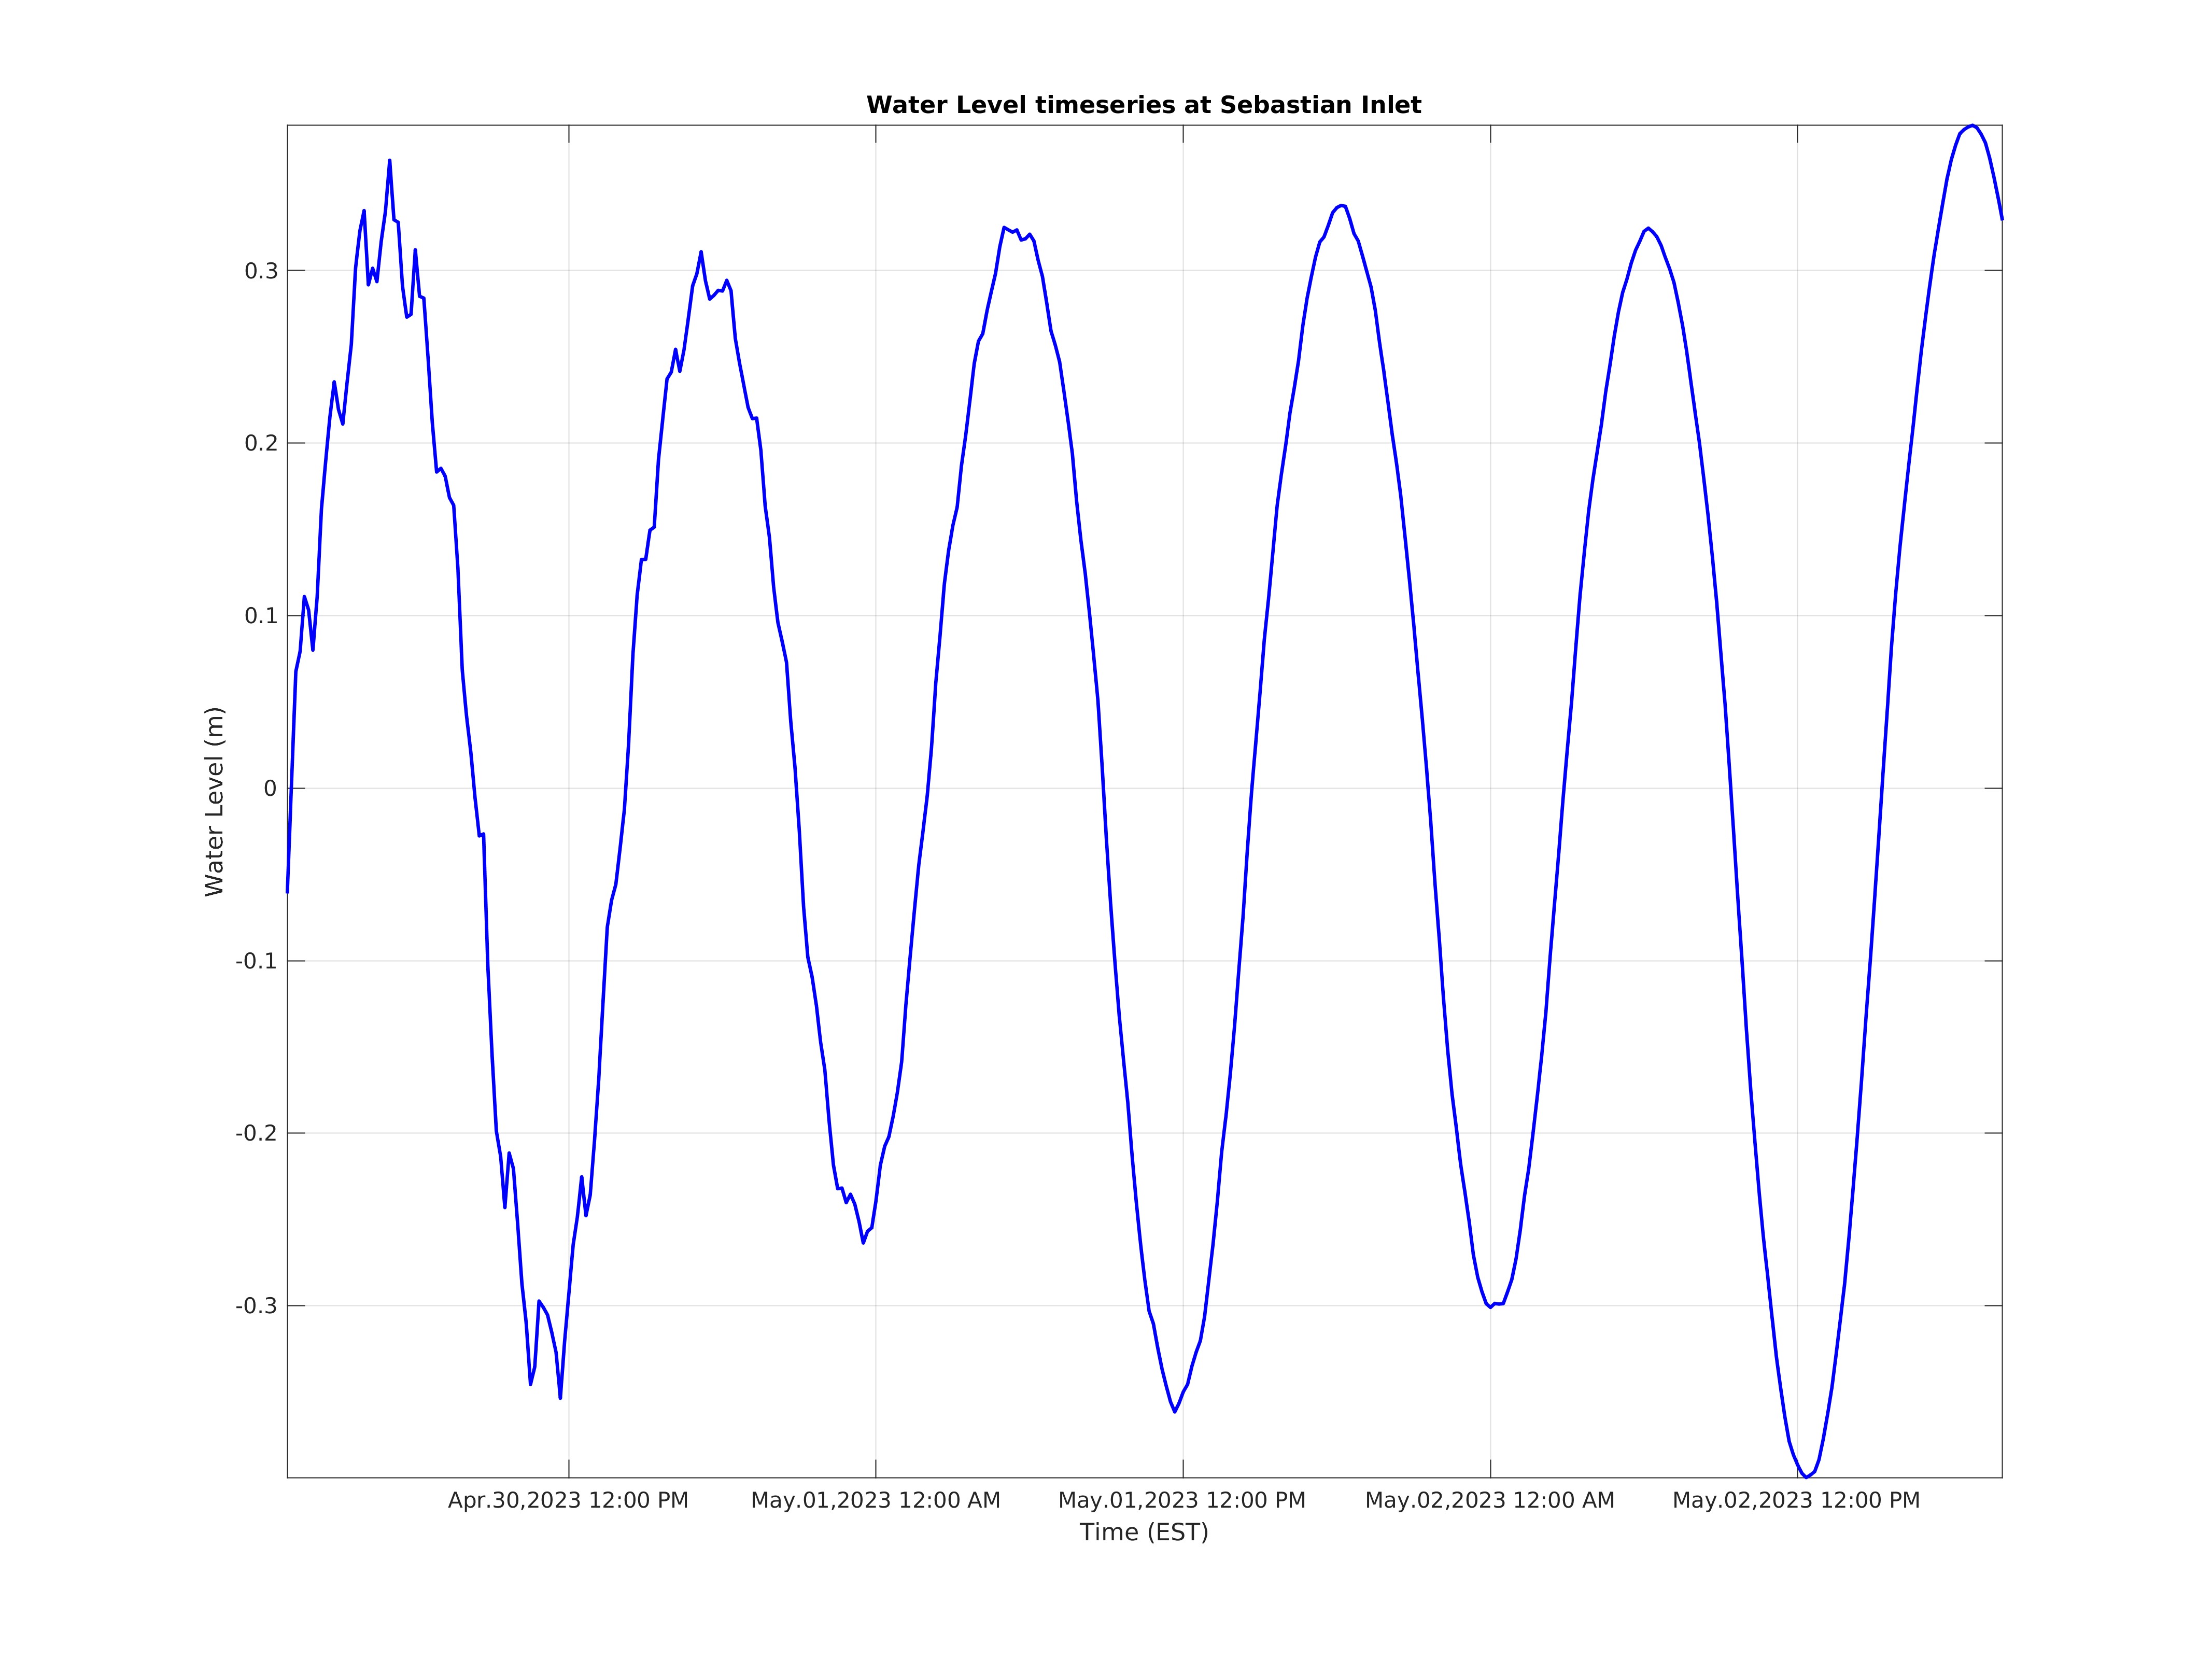 Water Level timeseries at Sebastian Inlet
Water Level (m)
0.3
0.2
0.1
0
-0.1
-0.2
-0.3
Apr.30,2023 12:00 PM
May.01,2023 12:00 AM
May.01,2023 12:00 PM
May.02,2023 12:00 AM
May.02,2023 12:00 PM
Time (EST)